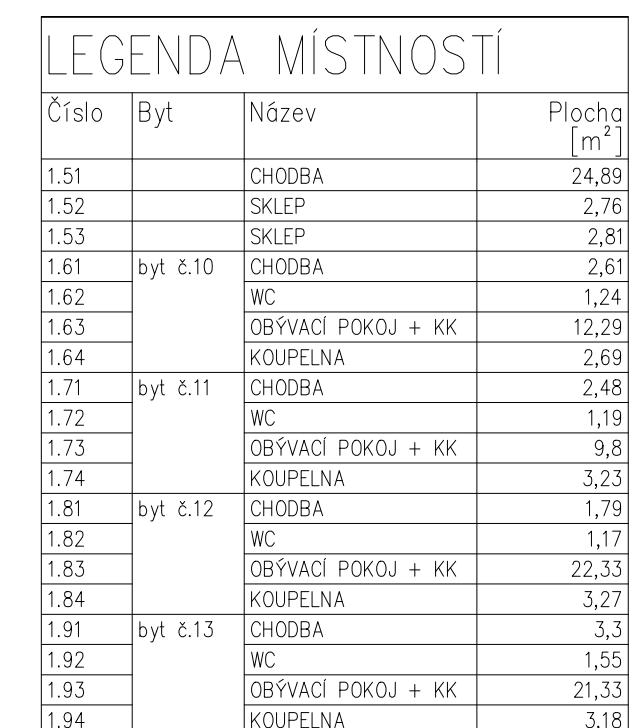 LEGENDA MÍSTNOSTÍ
Číslo Byt Název Plocha
[m²]
1.51 CHODBA 24,89
1.52 SKLEP 2,76
1.53 SKLEP 2,81
1.61 byt č.10 CHODBA 2,61
1.62 WC 1,24
1.63 OBÝVACÍ POKOJ + KK 12,29
1.64 KOUPELNA 2,69
1.71 byt č.11 CHODBA 2,48
1.72 WC 1,19
1.73 OBÝVACÍ POKOJ + KK 9,8
1.74 KOUPELNA 3,23
1.81 byt č.12 CHODBA 1,79
1.82 WC 1,17
1.83 OBÝVACÍ POKOJ + KK 22,33
1.84 KOUPELNA 3,27
1.91 byt č.13 CHODBA 3,3
1.92 WC 1,55
1.93 OBÝVACÍ POKOJ + KK 21,33
1.94 KOUPELNA 3,18